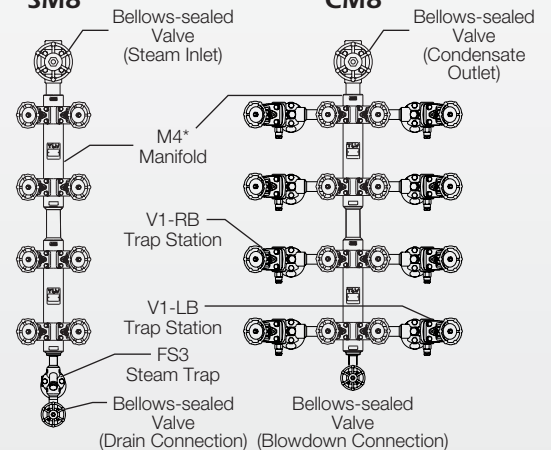 SM8
CM8
Bellows-sealed
Valve
(Steam Inlet)
Bellows-sealed
Valve
(Condensate
Outlet)
M4*
Manifold
V1-RB
Trap Station
V1-LB
Trap Station
FS3
Steam Trap
Bellows-sealed
Valve
(Drain Connection)
Bellows-sealed
Valve
(Blowdown Connection)